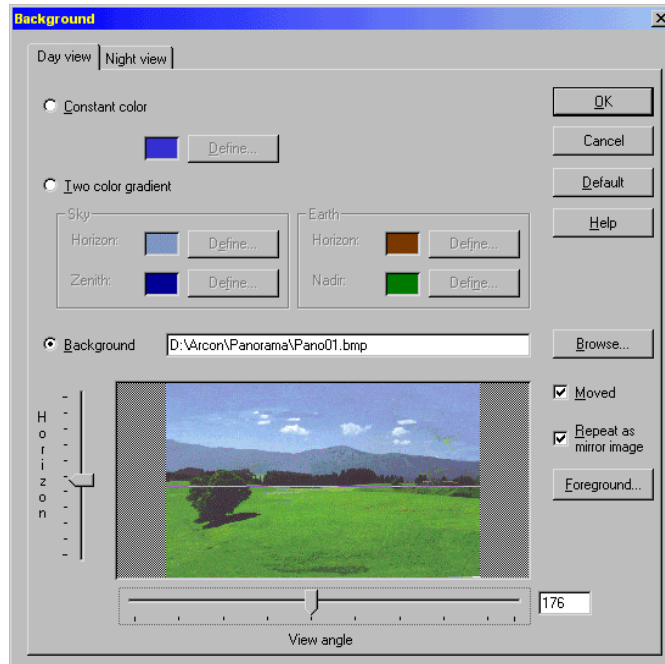 Background
Day view Night view
Constant color
Define...
Two color gradient
Sky
Horizon: Define...
Zenith: Define...
Earth
Horizon: Define...
Nadir: Define...
Background D:\Arcon\Panorama\Pano01.bmp
Horizon
View angle
176
OK
Cancel
Default
Help
Browse...
Moved
Repeat as
mirror image
Foreground...